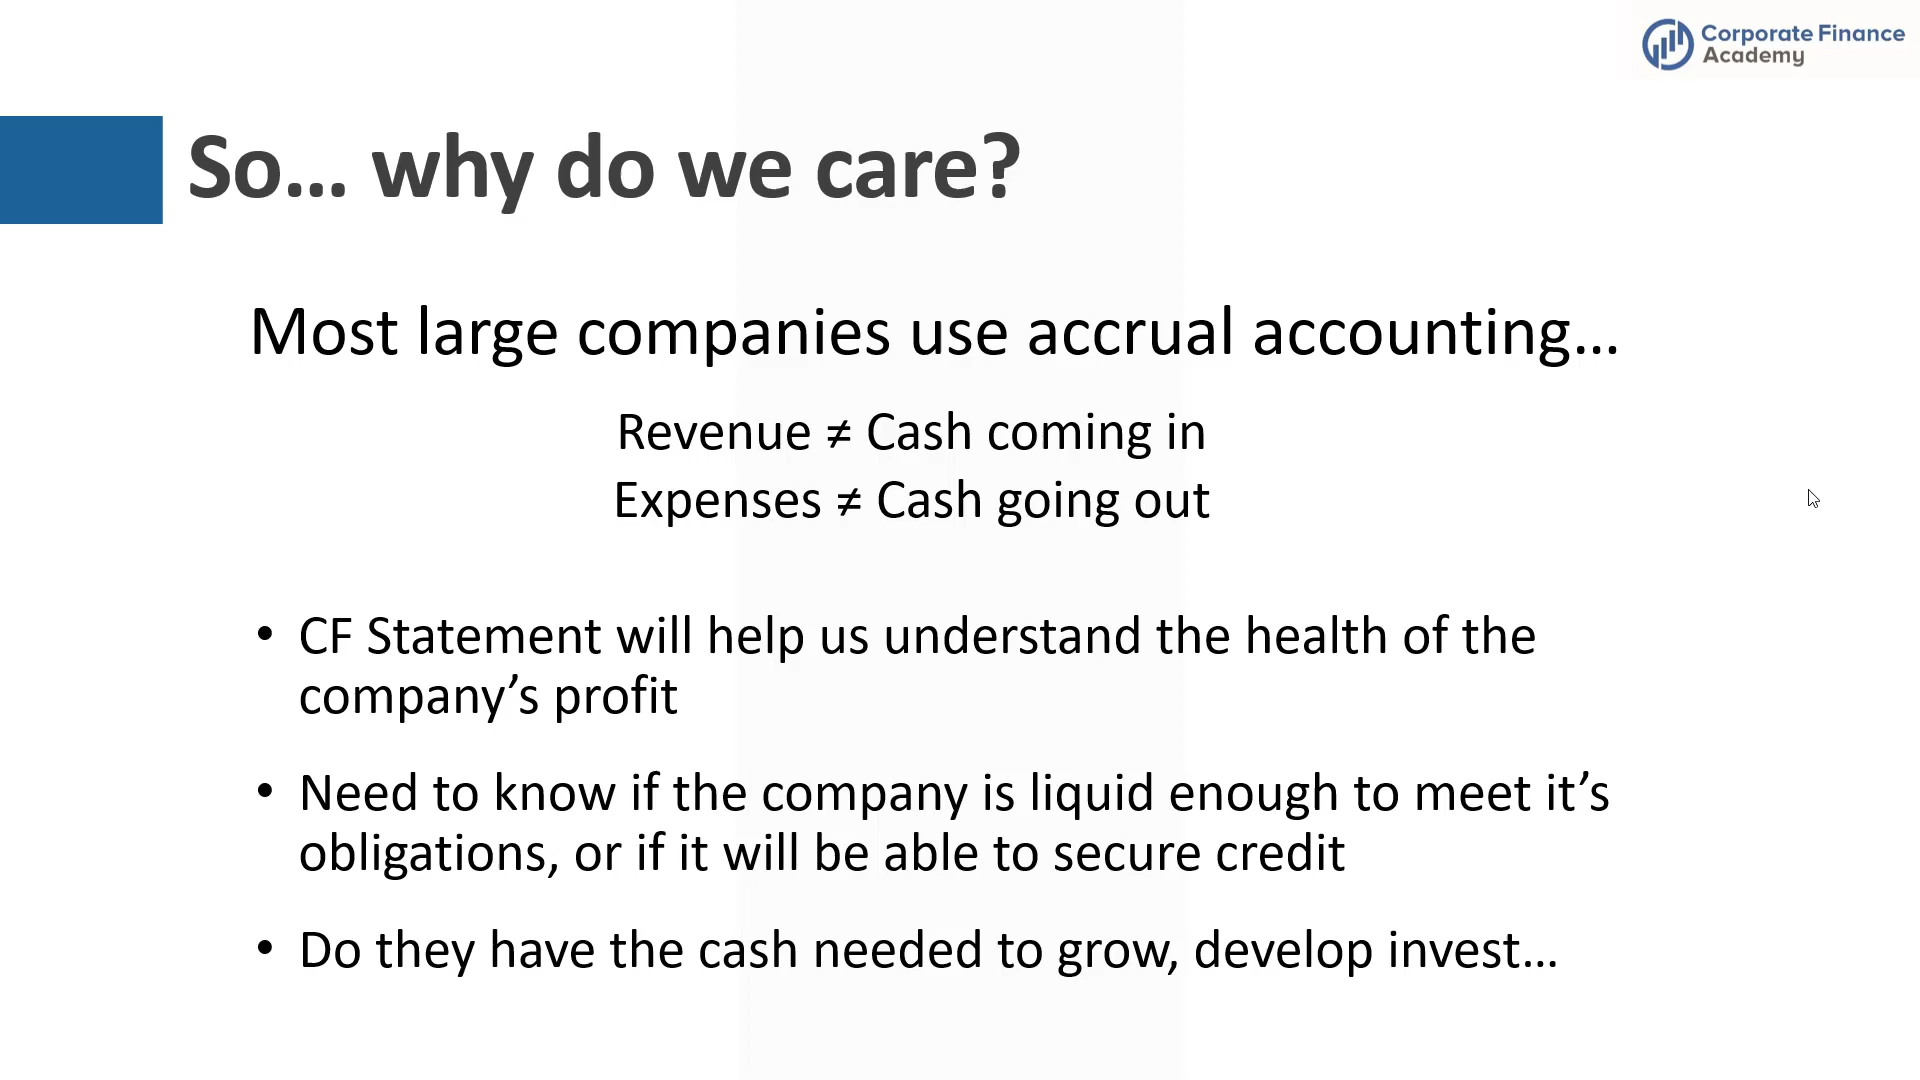 Corporate Finance
Academy
So... why do we care?
Most large companies use accrual accounting...
Revenue ≠ Cash coming in
Expenses ≠ Cash going out
• CF Statement will help us understand the health of the
company’s profit
• Need to know if the company is liquid enough to meet it’s
obligations, or if it will be able to secure credit
• Do they have the cash needed to grow, develop invest...